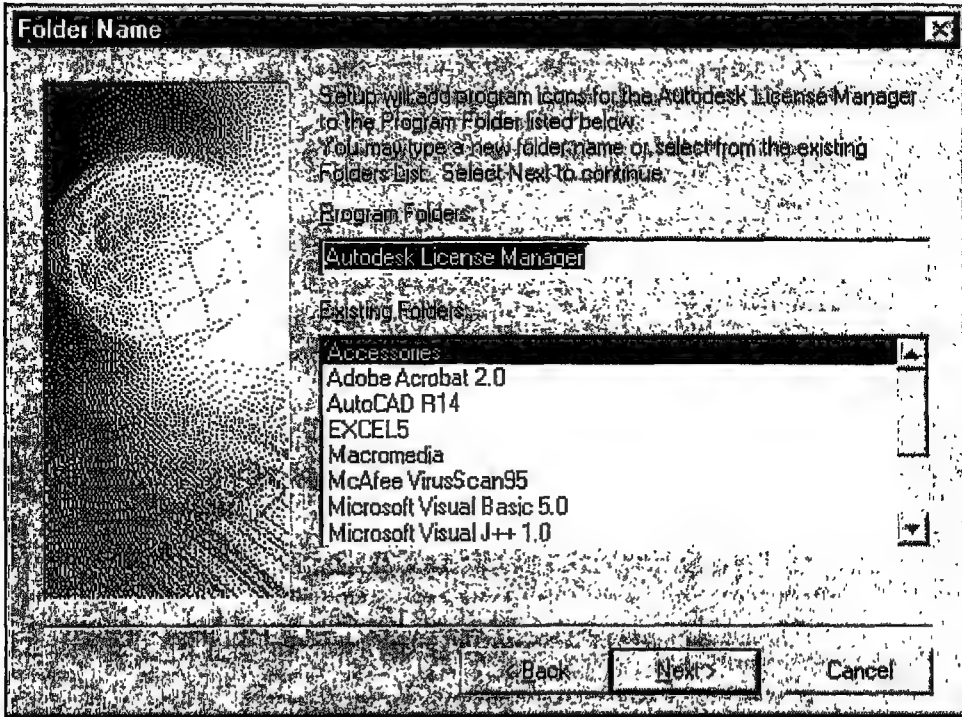 Folder Name
Setup will add program icons for the Autodesk License Manager
to the Program Folder listed below.
You may type a new folder name or select from the existing
Folders List. Select Next to continue.
Program Folders:
Autodesk License Manager
Existing Folders:
Accessories
Adobe Acrobat 2.0
AutoCAD R14
EXCEL5
Macromedia
McAfee VirusScan95
Microsoft Visual Basic 5.0
Microsoft Visual J++ 1.0
< Back
Next >
Cancel